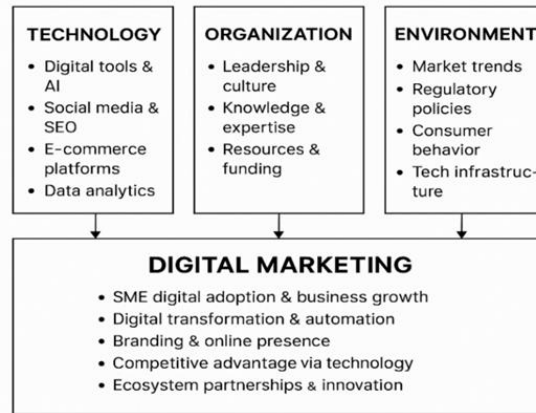 TECHNOLOGY
• Digital tools &
AI
• Social media &
SEO
• E-commerce
platforms
• Data analytics
ORGANIZATION
• Leadership &
culture
• Knowledge &
expertise
• Resources &
funding
ENVIRONMENT
• Market trends
• Regulatory
policies
• Consumer
behavior
• Tech infrastruc-
ture
DIGITAL MARKETING
• SME digital adoption & business growth
• Digital transformation & automation
• Branding & online presence
• Competitive advantage via technology
• Ecosystem partnerships & innovation